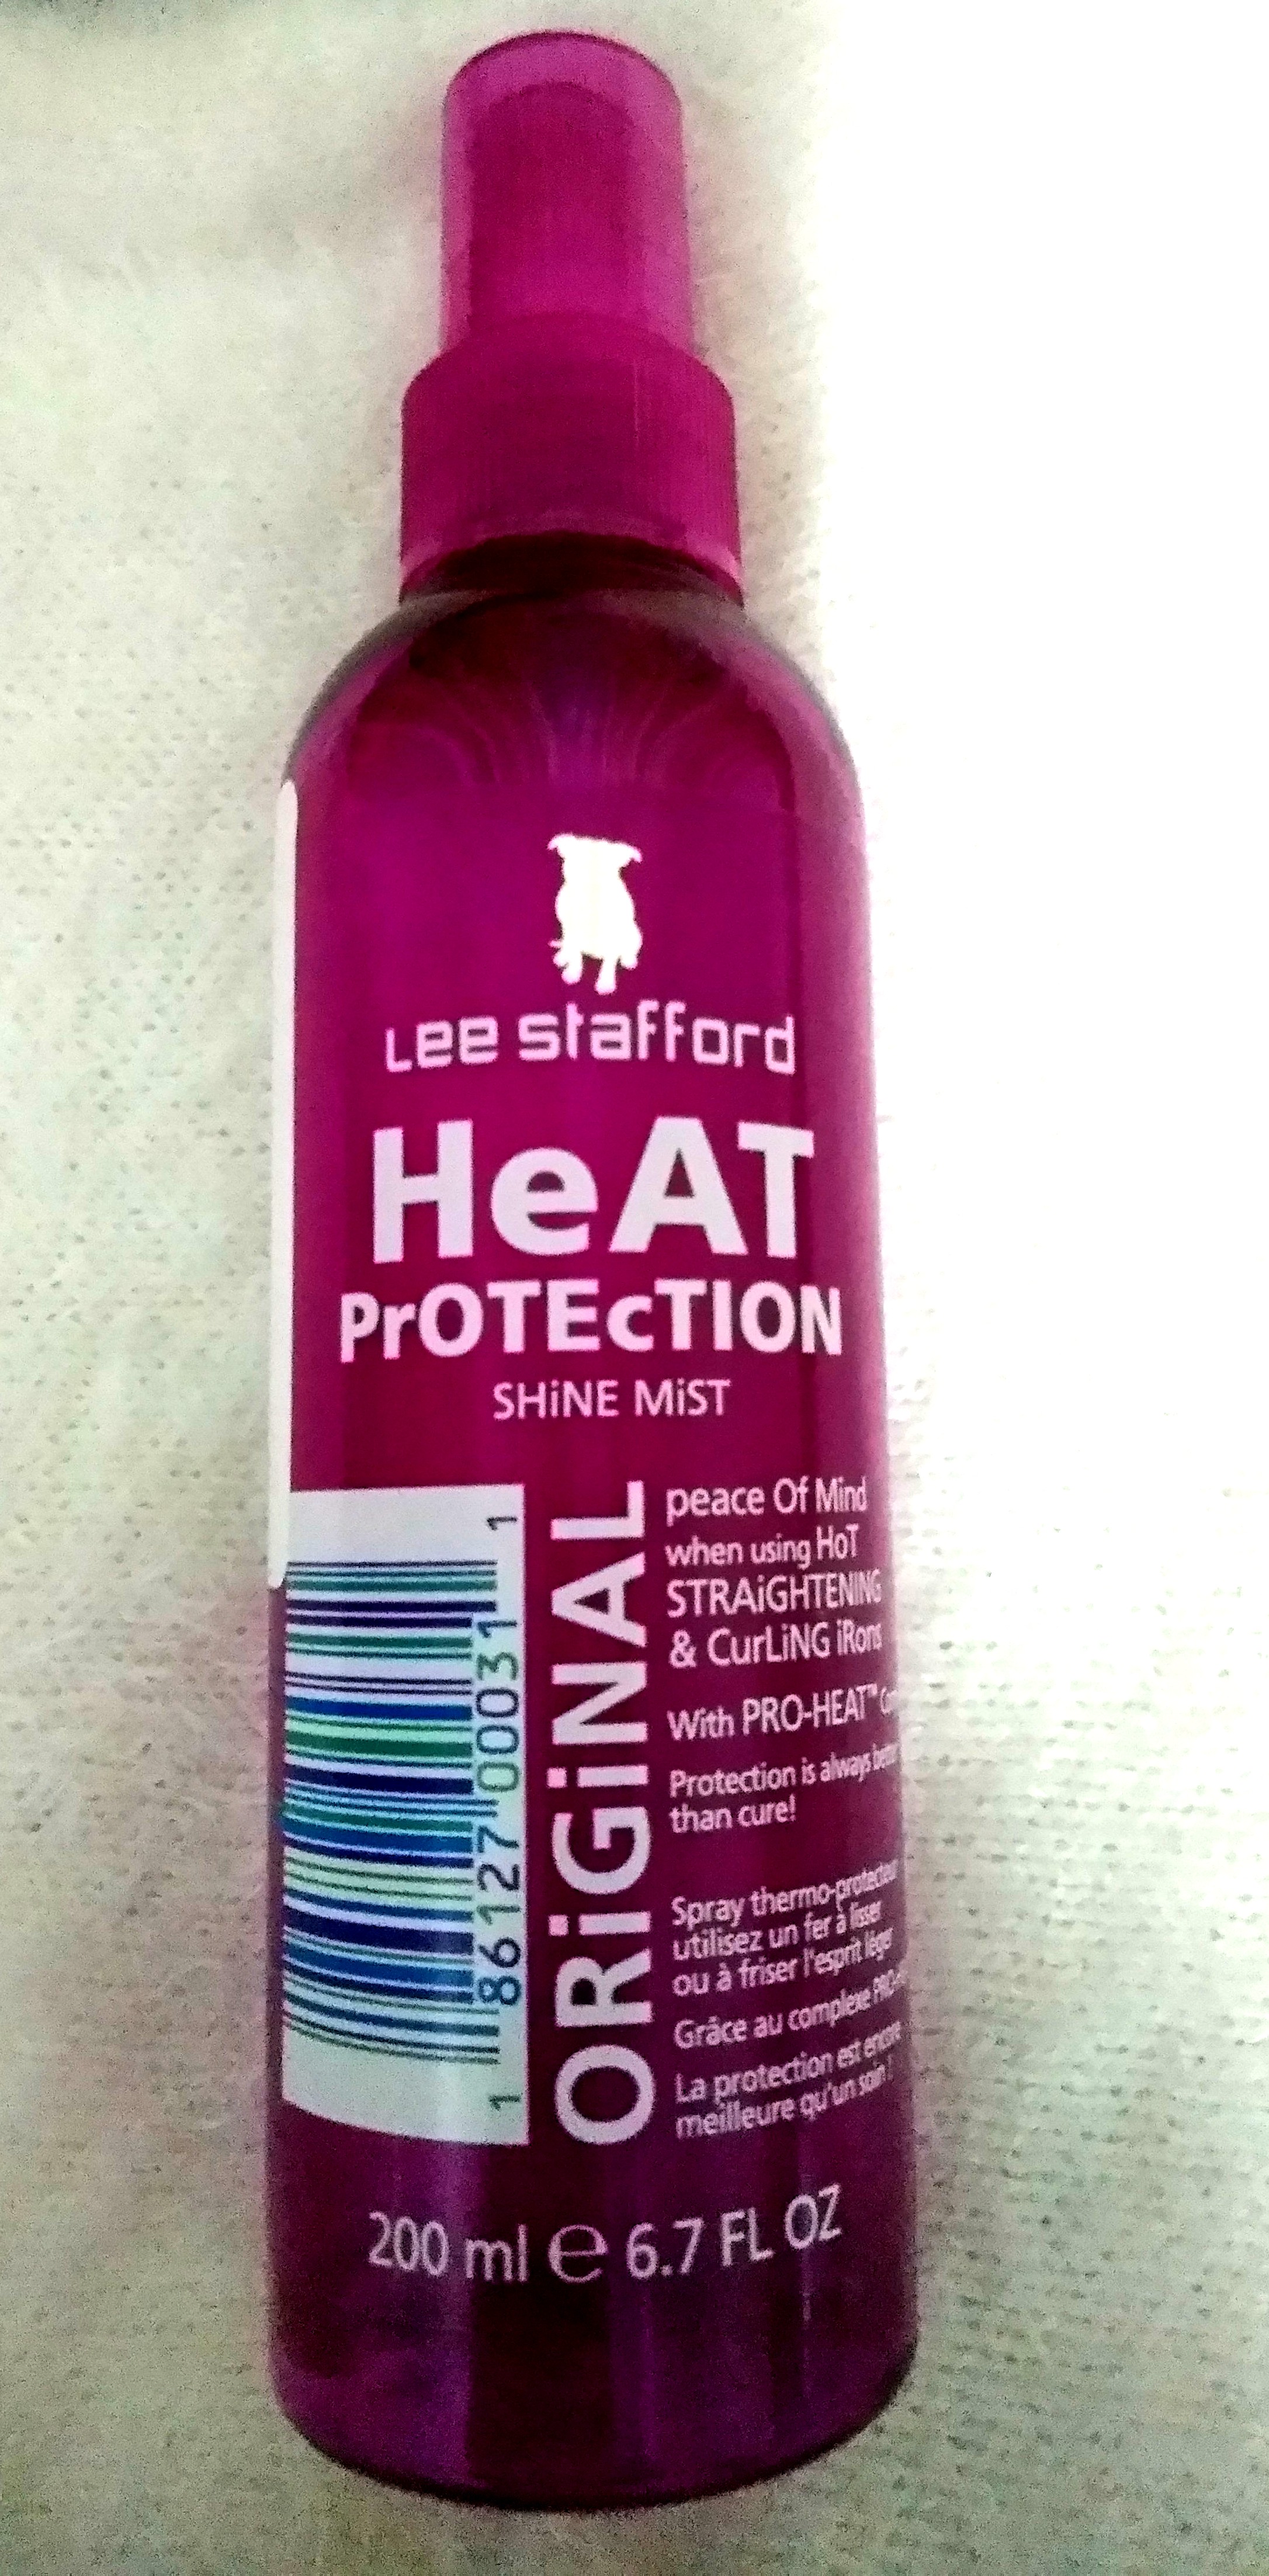 Lee stafford
HeAT
PrOTEcTION
SHiNE MiST
ORiGiNAL
1 86127 00031 1
peace Of Mind
when using HoT
STRAiGHTENING
& CurLiNG iRons
With PRO-HEAT™
Protection is always better
than cure!
Spray thermo-protecteur
utilisez un fer à lisser
ou à friser l'esprit léger
Grâce au complexe
La protection est encore
meilleure qu'un soin !
200 ml e 6.7 FL OZ